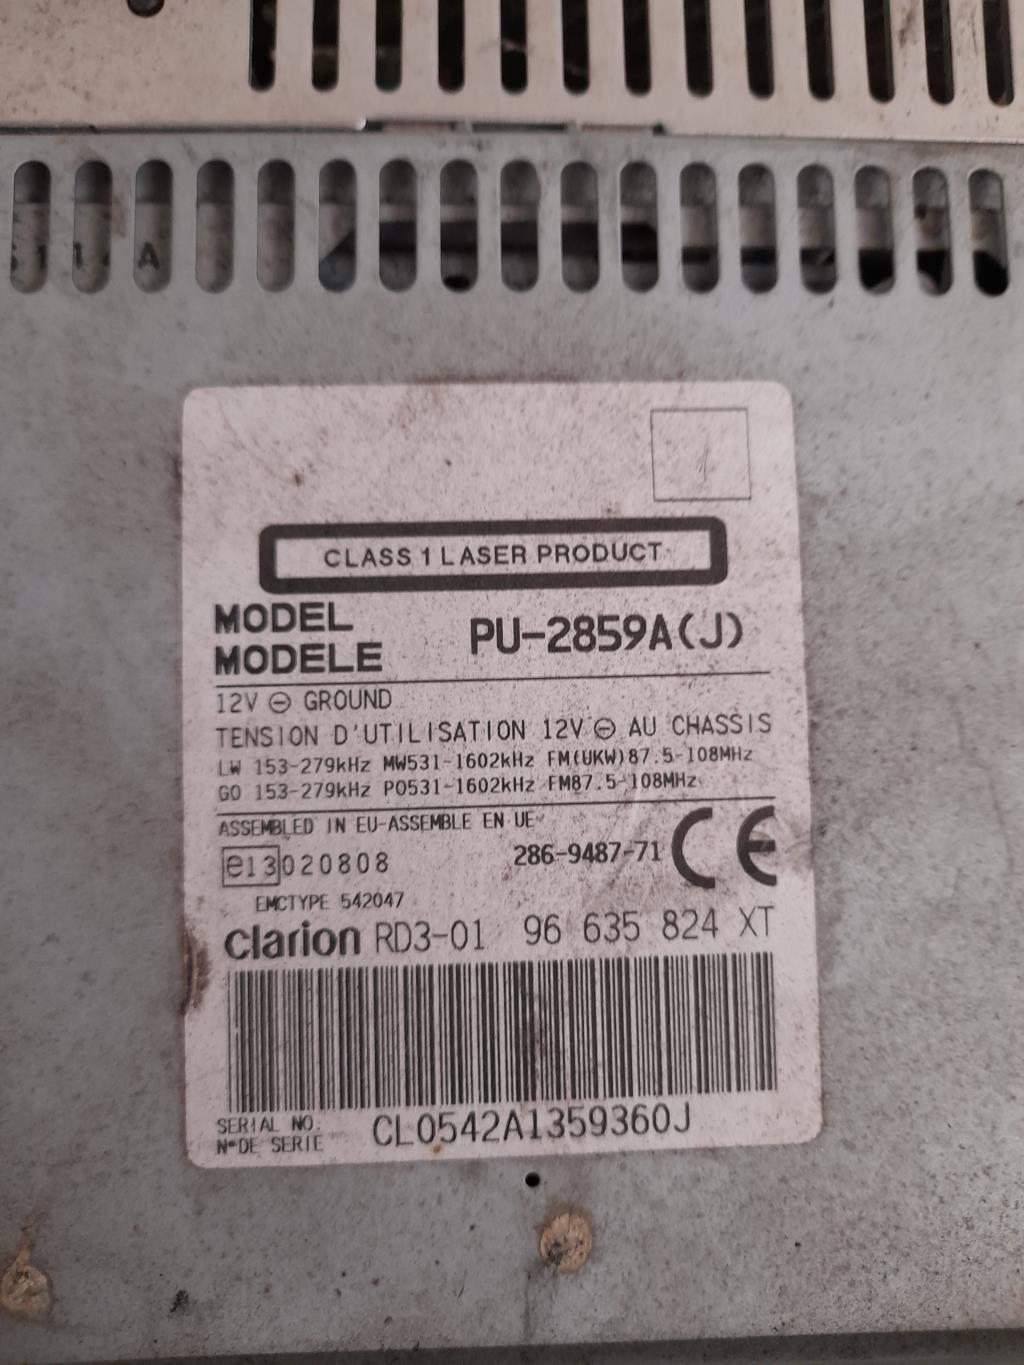 1
CLASS 1 LASER PRODUCT
MODEL
MODELE PU-2859A(J)
12V ⊖ GROUND
TENSION D'UTILISATION 12V ⊖ AU CHASSIS
LW 153-279kHz MW531-1602kHz FM(UKW)87.5-108MHz
GO 153-279kHz PO531-1602kHz FM87.5-108MHz
ASSEMBLED IN EU-ASSEMBLE EN UE
e13 020808 286-9487-71 CE
EMCTYPE 542047
clarion RD3-01 96 635 824 XT
SERIAL NO.
N°DE SERIE CL0542A1359360J